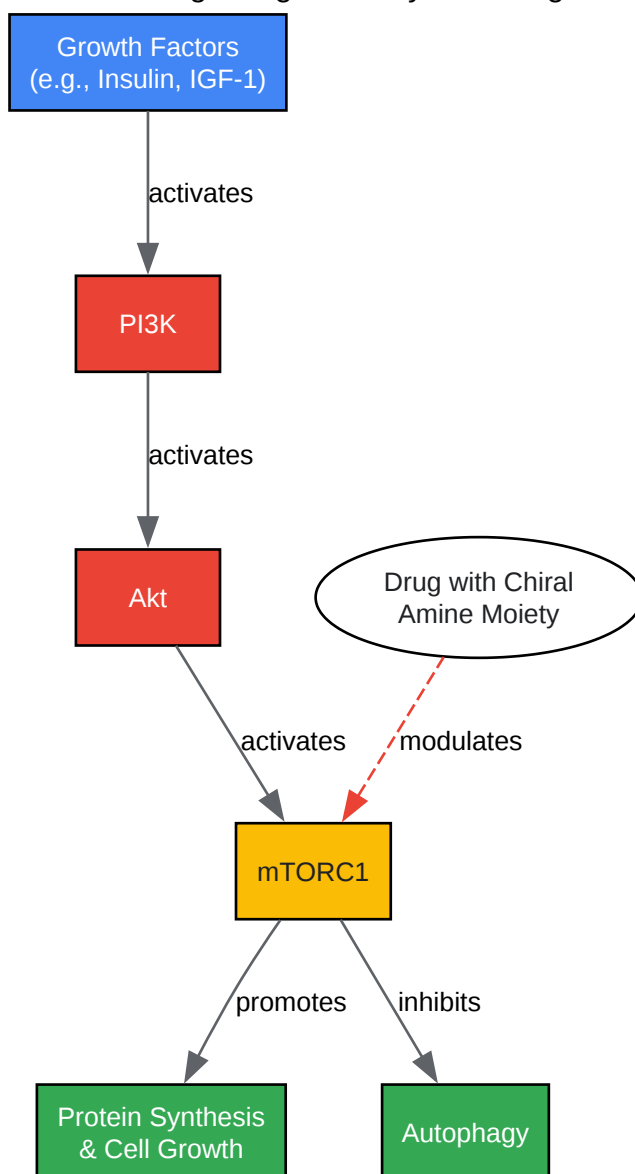 Growth Factors
(e.g., Insulin, IGF-1)
activates
PI3K
activates
Akt
Drug with Chiral
Amine Moiety
activates
modulates
mTORC1
promotes
inhibits
Protein Synthesis
& Cell Growth
Autophagy